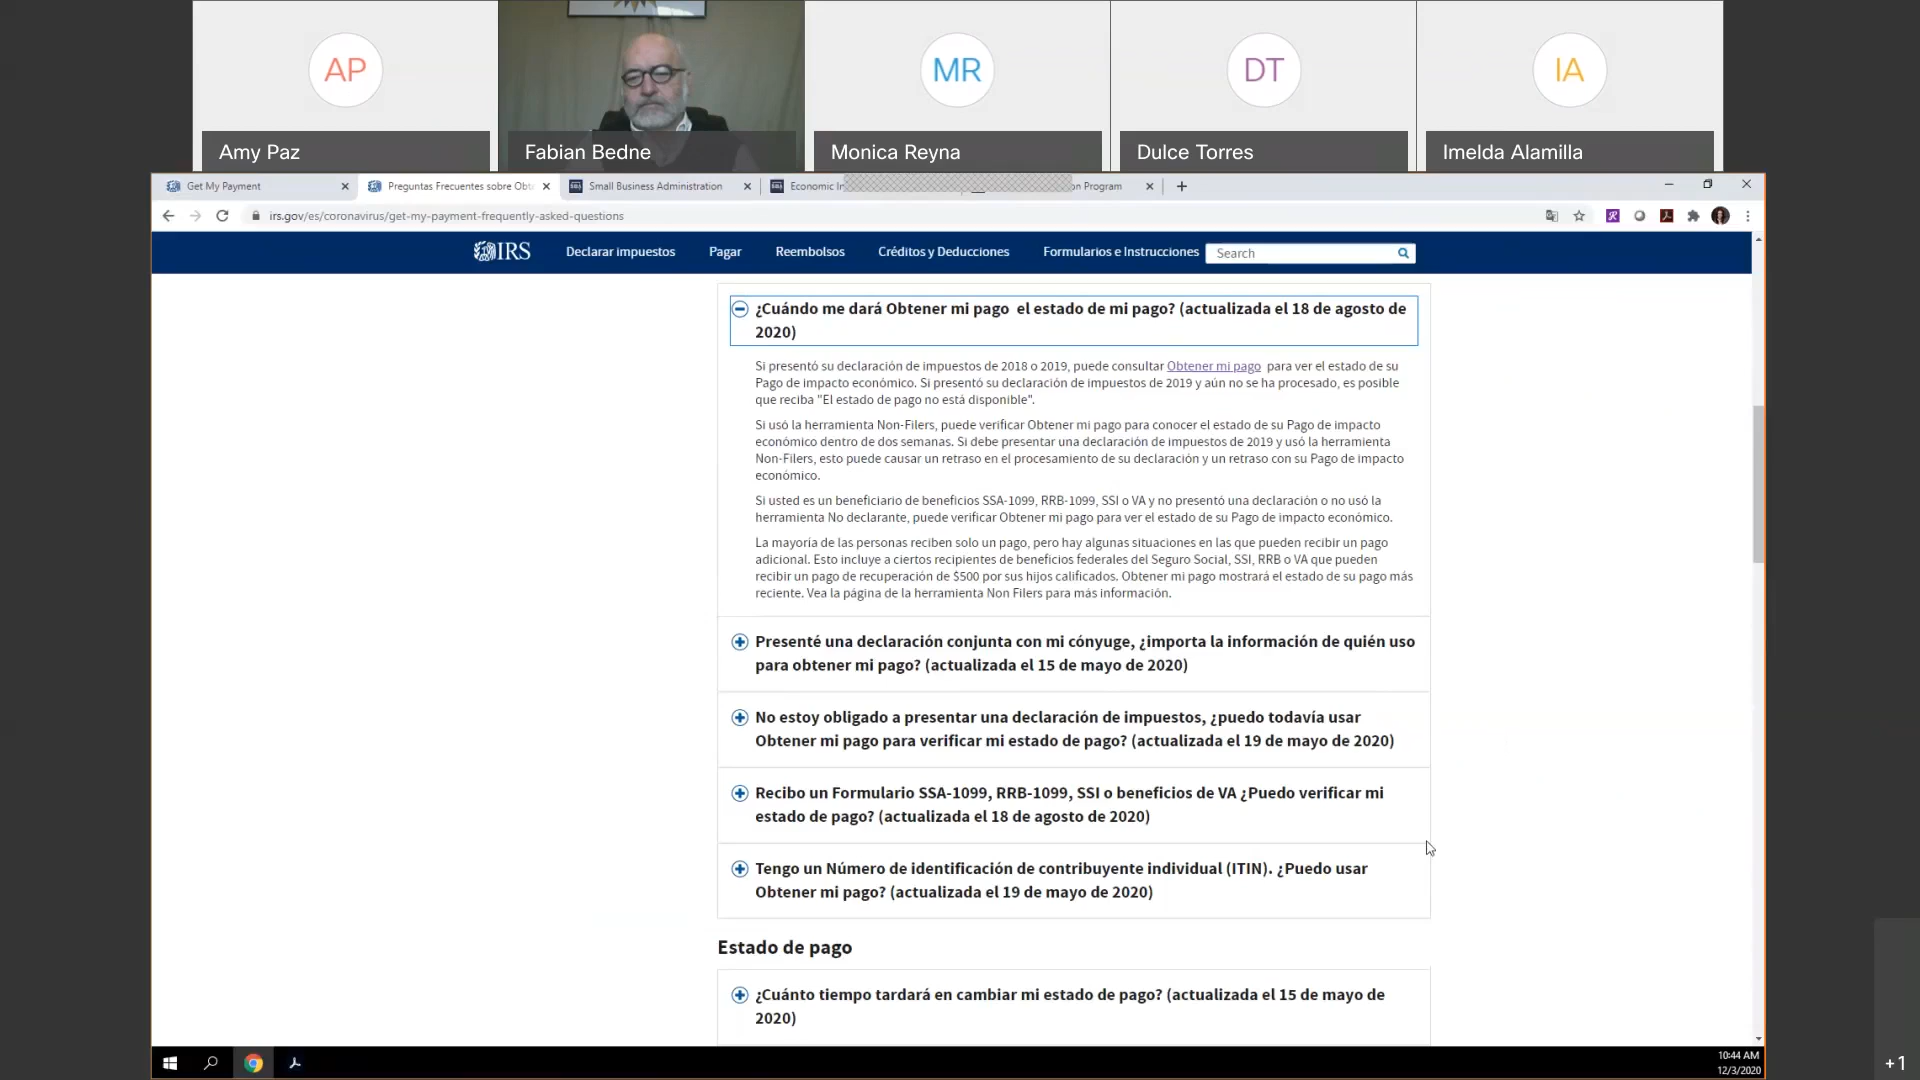 AP
MR
DT
IA
Amy Paz
Fabian Bedne
Monica Reyna
Dulce Torres
Imelda Alamilla
Get My Payment
Preguntas Frecuentes sobre Obt
Small Business Administration
Economic In
on Program
irs.gov/es/coronavirus/get-my-payment-frequently-asked-questions
IRS
Declarar impuestos
Pagar
Reembolsos
Créditos y Deducciones
Formularios e Instrucciones
Search
¿Cuándo me dará Obtener mi pago el estado de mi pago? (actualizada el 18 de agosto de
2020)
Si presentó su declaración de impuestos de 2018 o 2019, puede consultar Obtener mi pago para ver el estado de su
Pago de impacto económico. Si presentó su declaración de impuestos de 2019 y aún no se ha procesado, es posible
que reciba "El estado de pago no está disponible".
Si usó la herramienta Non-Filers, puede verificar Obtener mi pago para conocer el estado de su Pago de impacto
económico dentro de dos semanas. Si debe presentar una declaración de impuestos de 2019 y usó la herramienta
Non-Filers, esto puede causar un retraso en el procesamiento de su declaración y un retraso con su Pago de impacto
económico.
Si usted es un beneficiario de beneficios SSA-1099, RRB-1099, SSI o VA y no presentó una declaración o no usó la
herramienta No declarante, puede verificar Obtener mi pago para ver el estado de su Pago de impacto económico.
La mayoría de las personas reciben solo un pago, pero hay algunas situaciones en las que pueden recibir un pago
adicional. Esto incluye a ciertos recipientes de beneficios federales del Seguro Social, SSI, RRB o VA que pueden
recibir un pago de recuperación de $500 por sus hijos calificados. Obtener mi pago mostrará el estado de su pago más
reciente. Vea la página de la herramienta Non Filers para más información.
Presenté una declaración conjunta con mi cónyuge, ¿importa la información de quién uso
para obtener mi pago? (actualizada el 15 de mayo de 2020)
No estoy obligado a presentar una declaración de impuestos, ¿puedo todavía usar
Obtener mi pago para verificar mi estado de pago? (actualizada el 19 de mayo de 2020)
Recibo un Formulario SSA-1099, RRB-1099, SSI o beneficios de VA ¿Puedo verificar mi
estado de pago? (actualizada el 18 de agosto de 2020)
Tengo un Número de identificación de contribuyente individual (ITIN). ¿Puedo usar
Obtener mi pago? (actualizada el 19 de mayo de 2020)
Estado de pago
¿Cuánto tiempo tardará en cambiar mi estado de pago? (actualizada el 15 de mayo de
2020)
10:44 AM
12/3/2020
+1